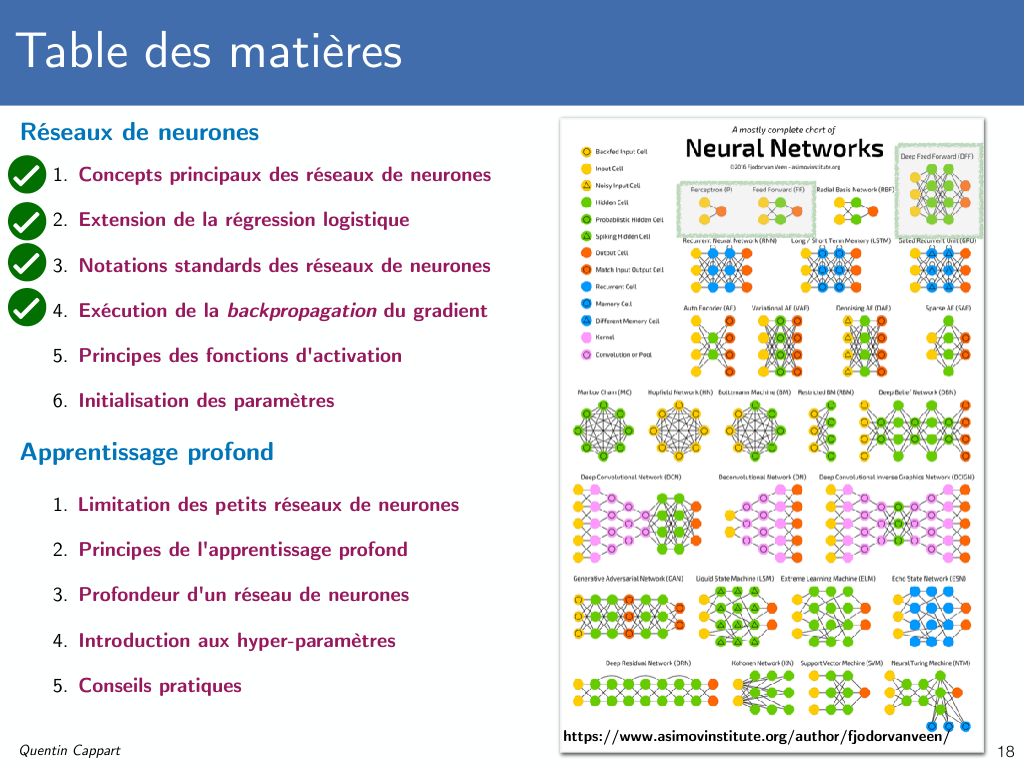 Table des matières
Réseaux de neurones
1. Concepts principaux des réseaux de neurones
2. Extension de la régression logistique
3. Notations standards des réseaux de neurones
4. Exécution de la backpropagation du gradient
5. Principes des fonctions d'activation
6. Initialisation des paramètres
Apprentissage profond
1. Limitation des petits réseaux de neurones
2. Principes de l'apprentissage profond
3. Profondeur d'un réseau de neurones
4. Introduction aux hyper-paramètres
5. Conseils pratiques
A mostly complete chart of
Neural Networks
©2016 Fjodor van Veen - asimovinstitute.org
Backfed Input Cell
Input Cell
Noisy Input Cell
Hidden Cell
Probablistic Hidden Cell
Spiking Hidden Cell
Output Cell
Match Input Output Cell
Recurrent Cell
Memory Cell
Different Memory Cell
Kernel
Convolution or Pool
Perceptron (P)
Feed Forward (FF)
Radial Basis Network (RBF)
Deep Feed Forward (DFF)
Recurrent Neural Network (RNN)
Long / Short Term Memory (LSTM)
Gated Recurrent Unit (GRU)
Auto Encoder (AE)
Variational AE (VAE)
Denoising AE (DAE)
Sparse AE (SAE)
Markov Chain (MC)
Hopfield Network (HN)
Boltzmann Machine (BM)
Restricted BM (RBM)
Deep Belief Network (DBN)
Deep Convolutional Network (DCN)
Deconvolutional Network (DN)
Deep Convolutional Inverse Graphics Network (DCIGN)
Generative Adversarial Network (GAN)
Liquid State Machine (LSM)
Extreme Learning Machine (ELM)
Echo State Network (ESN)
Deep Residual Network (DRN)
Kohonen Network (KN)
Support Vector Machine (SVM)
Neural Turing Machine (NTM)
https://www.asimovinstitute.org/author/fjodorvanveen/
Quentin Cappart
18